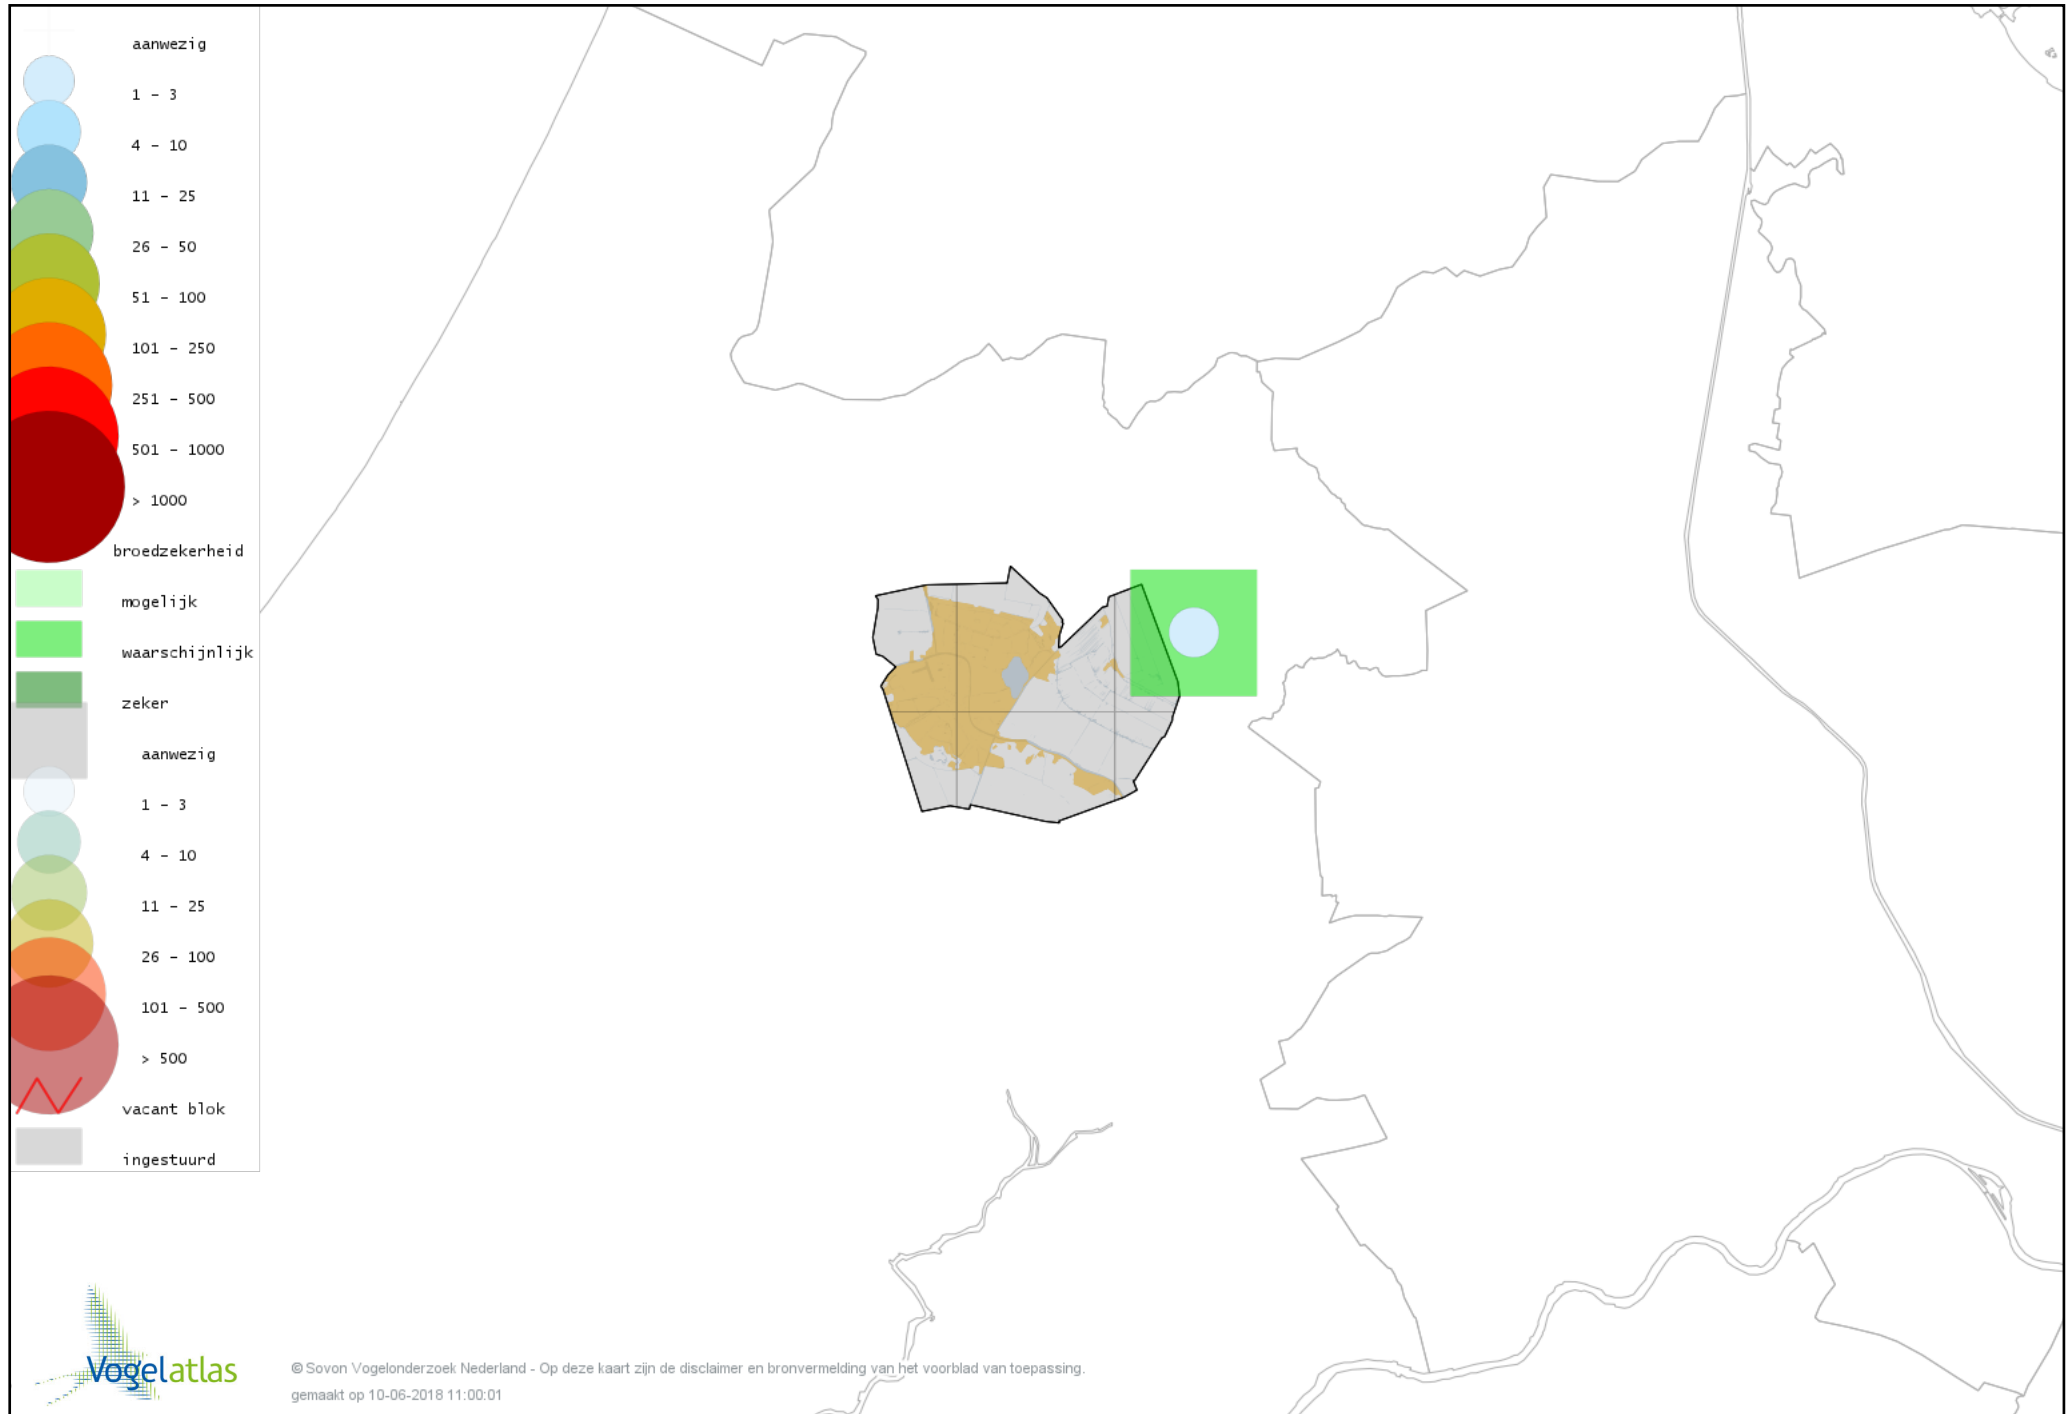 aanwezig
1 - 3
4 - 10
11 - 25
26 - 50
51 - 100
101 - 250
251 - 500
501 - 1000
> 1000
broedzekerheid
mogelijk
waarschijnlijk
zeker
aanwezig
1 - 3
4 - 10
11 - 25
26 - 100
101 - 500
> 500
vacant blok
ingestuurd
Vogelatlas
© Sovon Vogelonderzoek Nederland - Op deze kaart zijn de disclaimer en bronvermelding van het voorblad van toepassing.
gemaakt op 10-06-2018 11:00:01